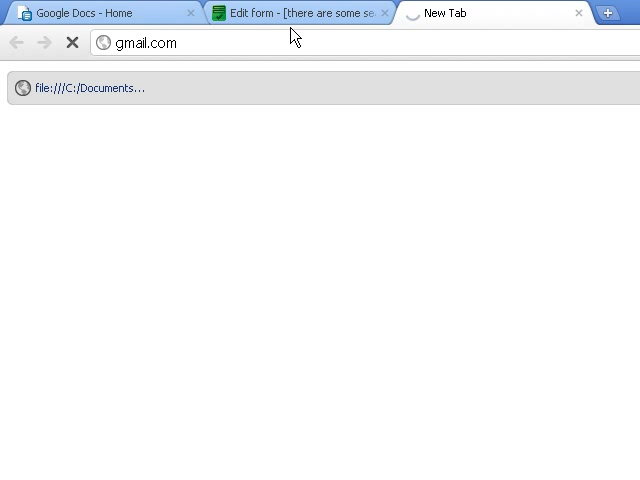 Google Docs - Home
Edit form - [there are some se
New Tab
gmail.com
file:///C:/Documents...